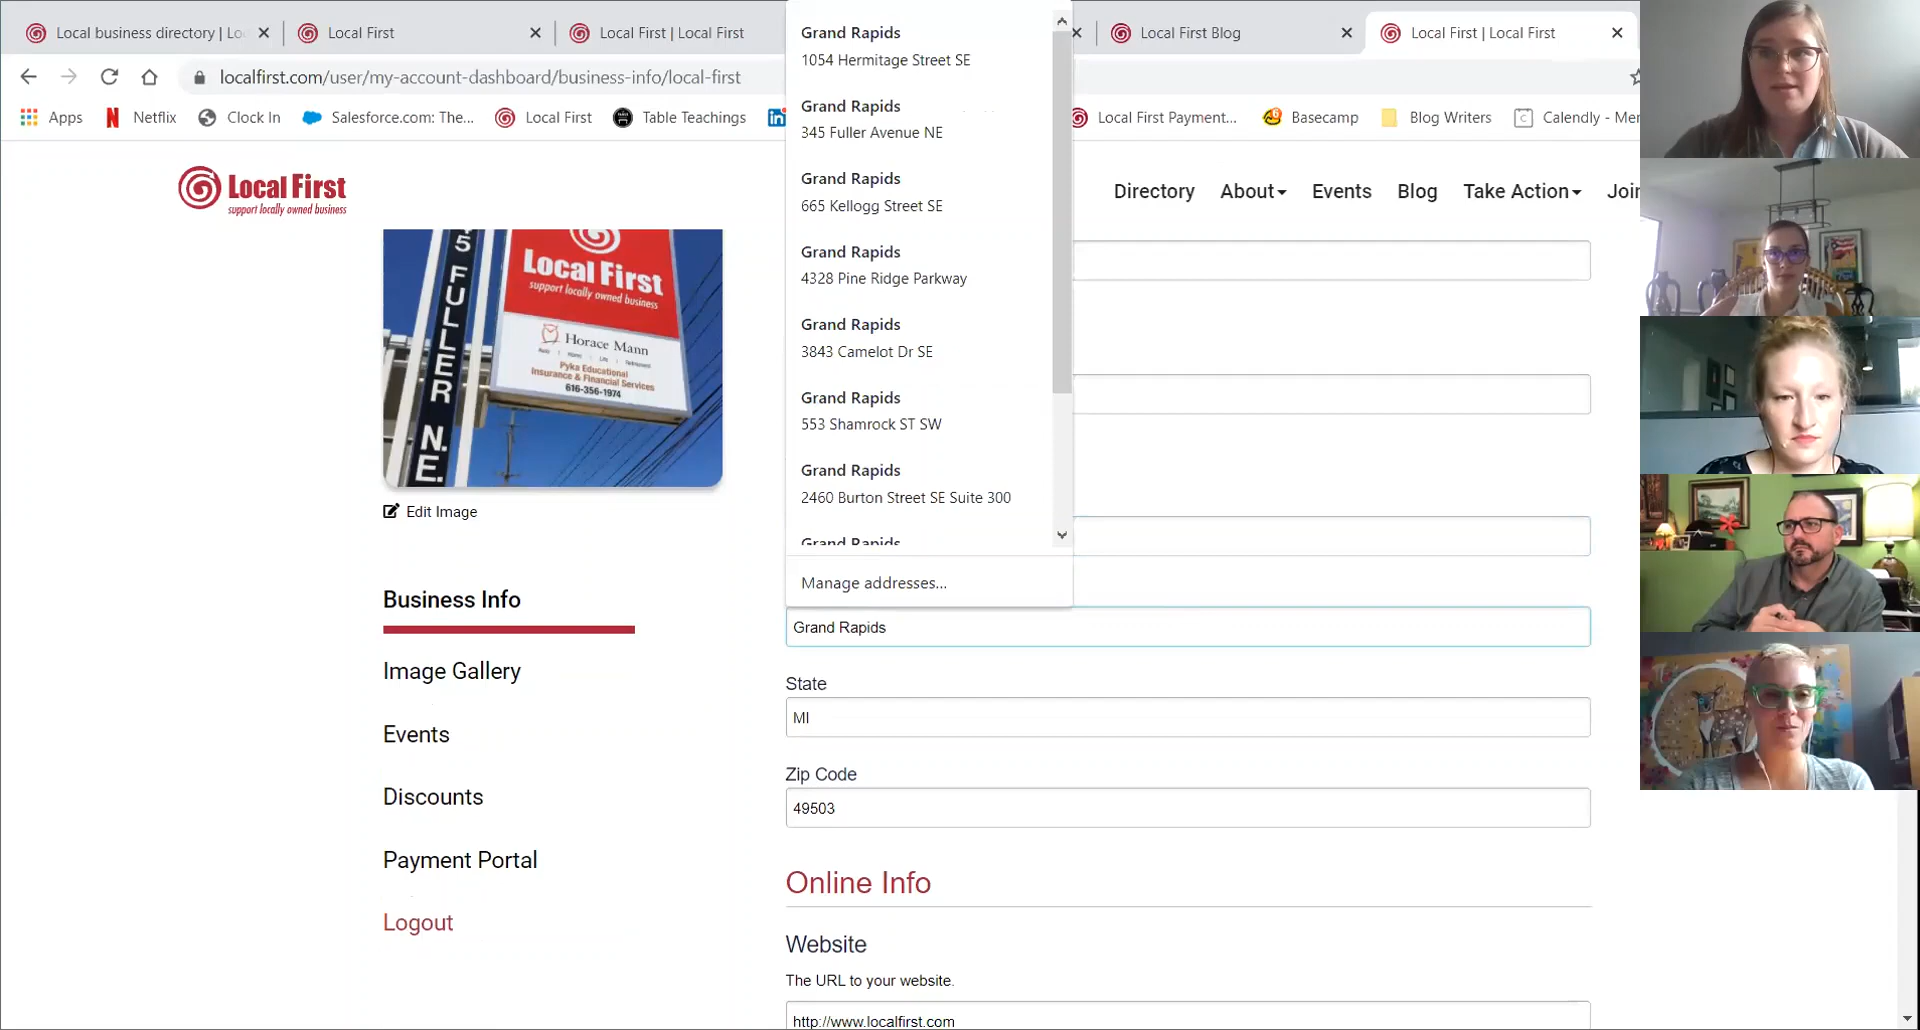 Local business directory | Lo
Local First
Local First | Local First
Local First Blog
Local First | Local First
localfirst.com/user/my-account-dashboard/business-info/local-first
Apps
Netflix
Clock In
Salesforce.com: The...
Local First
Table Teachings
in
Local First Payment...
Basecamp
Blog Writers
Calendly - Mer
Local First
support locally owned business
Directory
About
Events
Blog
Take Action
Join
Grand Rapids
1054 Hermitage Street SE
Grand Rapids
345 Fuller Avenue NE
Grand Rapids
665 Kellogg Street SE
Grand Rapids
4328 Pine Ridge Parkway
Grand Rapids
3843 Camelot Dr SE
Grand Rapids
553 Shamrock ST SW
Grand Rapids
2460 Burton Street SE Suite 300
Grand Rapids
Manage addresses...
5 FULLER N.E.
Local First
support locally owned business
Horace Mann
Pyka Educational
Insurance & Financial Services
616-356-1974
Edit Image
Business Info
Image Gallery
Events
Discounts
Payment Portal
Logout
Grand Rapids
State
MI
Zip Code
49503
Online Info
Website
The URL to your website.
http://www.localfirst.com